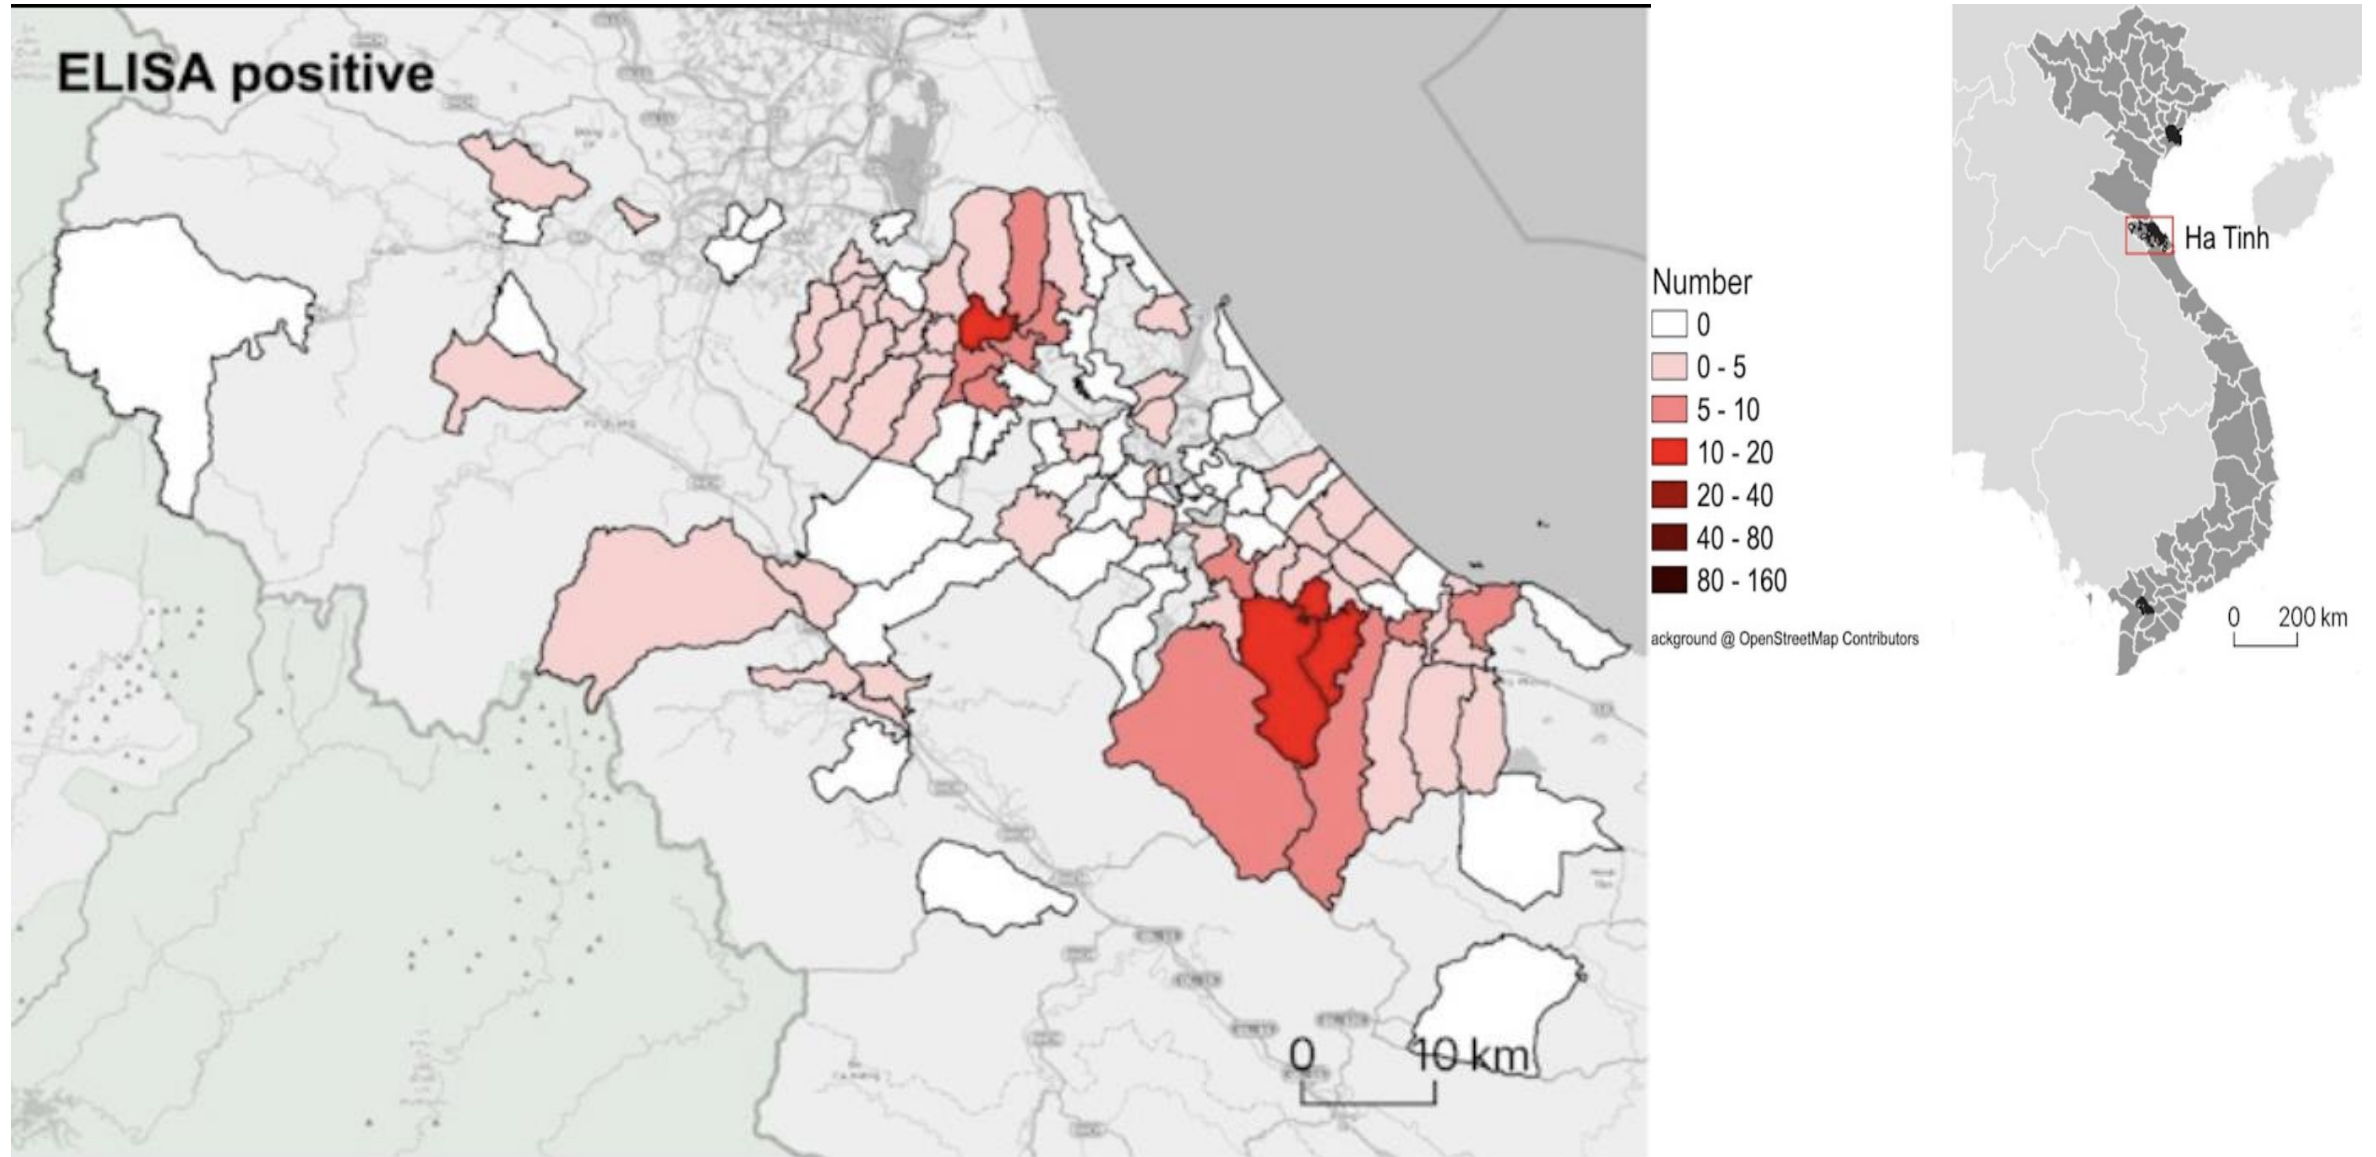 ELISA positive
Ha Tinh
Number
0
0 - 5
5 - 10
10 - 20
20 - 40
40 - 80
80 - 160
ackground @ OpenStreetMap Contributors
0 200 km
0 10 km